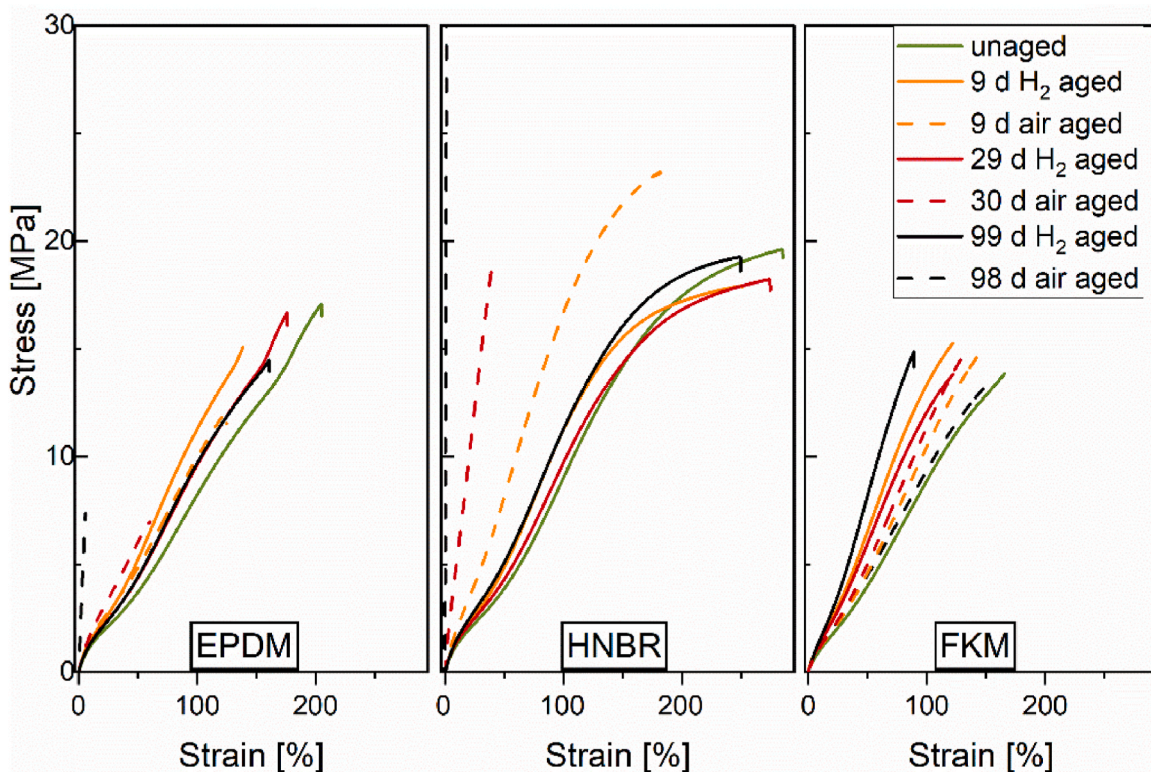 30
20
10
0
Stress [MPa]
unaged
9 d H₂ aged
9 d air aged
29 d H₂ aged
30 d air aged
99 d H₂ aged
98 d air aged
EPDM
HNBR
FKM
0 100 200
0 100 200
0 100 200
Strain [%]
Strain [%]
Strain [%]